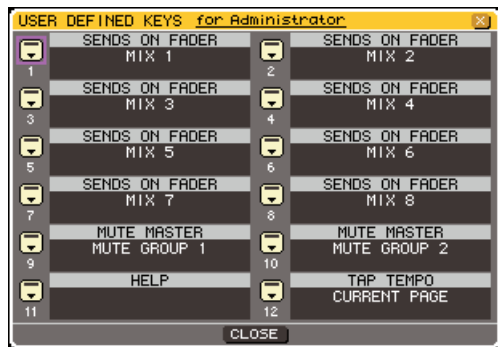 USER DEFINED KEYS for Administrator X
SENDS ON FADER
MIX 1
1
SENDS ON FADER
MIX 2
2
SENDS ON FADER
MIX 3
3
SENDS ON FADER
MIX 4
4
SENDS ON FADER
MIX 5
5
SENDS ON FADER
MIX 6
6
SENDS ON FADER
MIX 7
7
SENDS ON FADER
MIX 8
8
MUTE MASTER
MUTE GROUP 1
9
MUTE MASTER
MUTE GROUP 2
10
HELP
11
TAP TEMPO
CURRENT PAGE
12
CLOSE